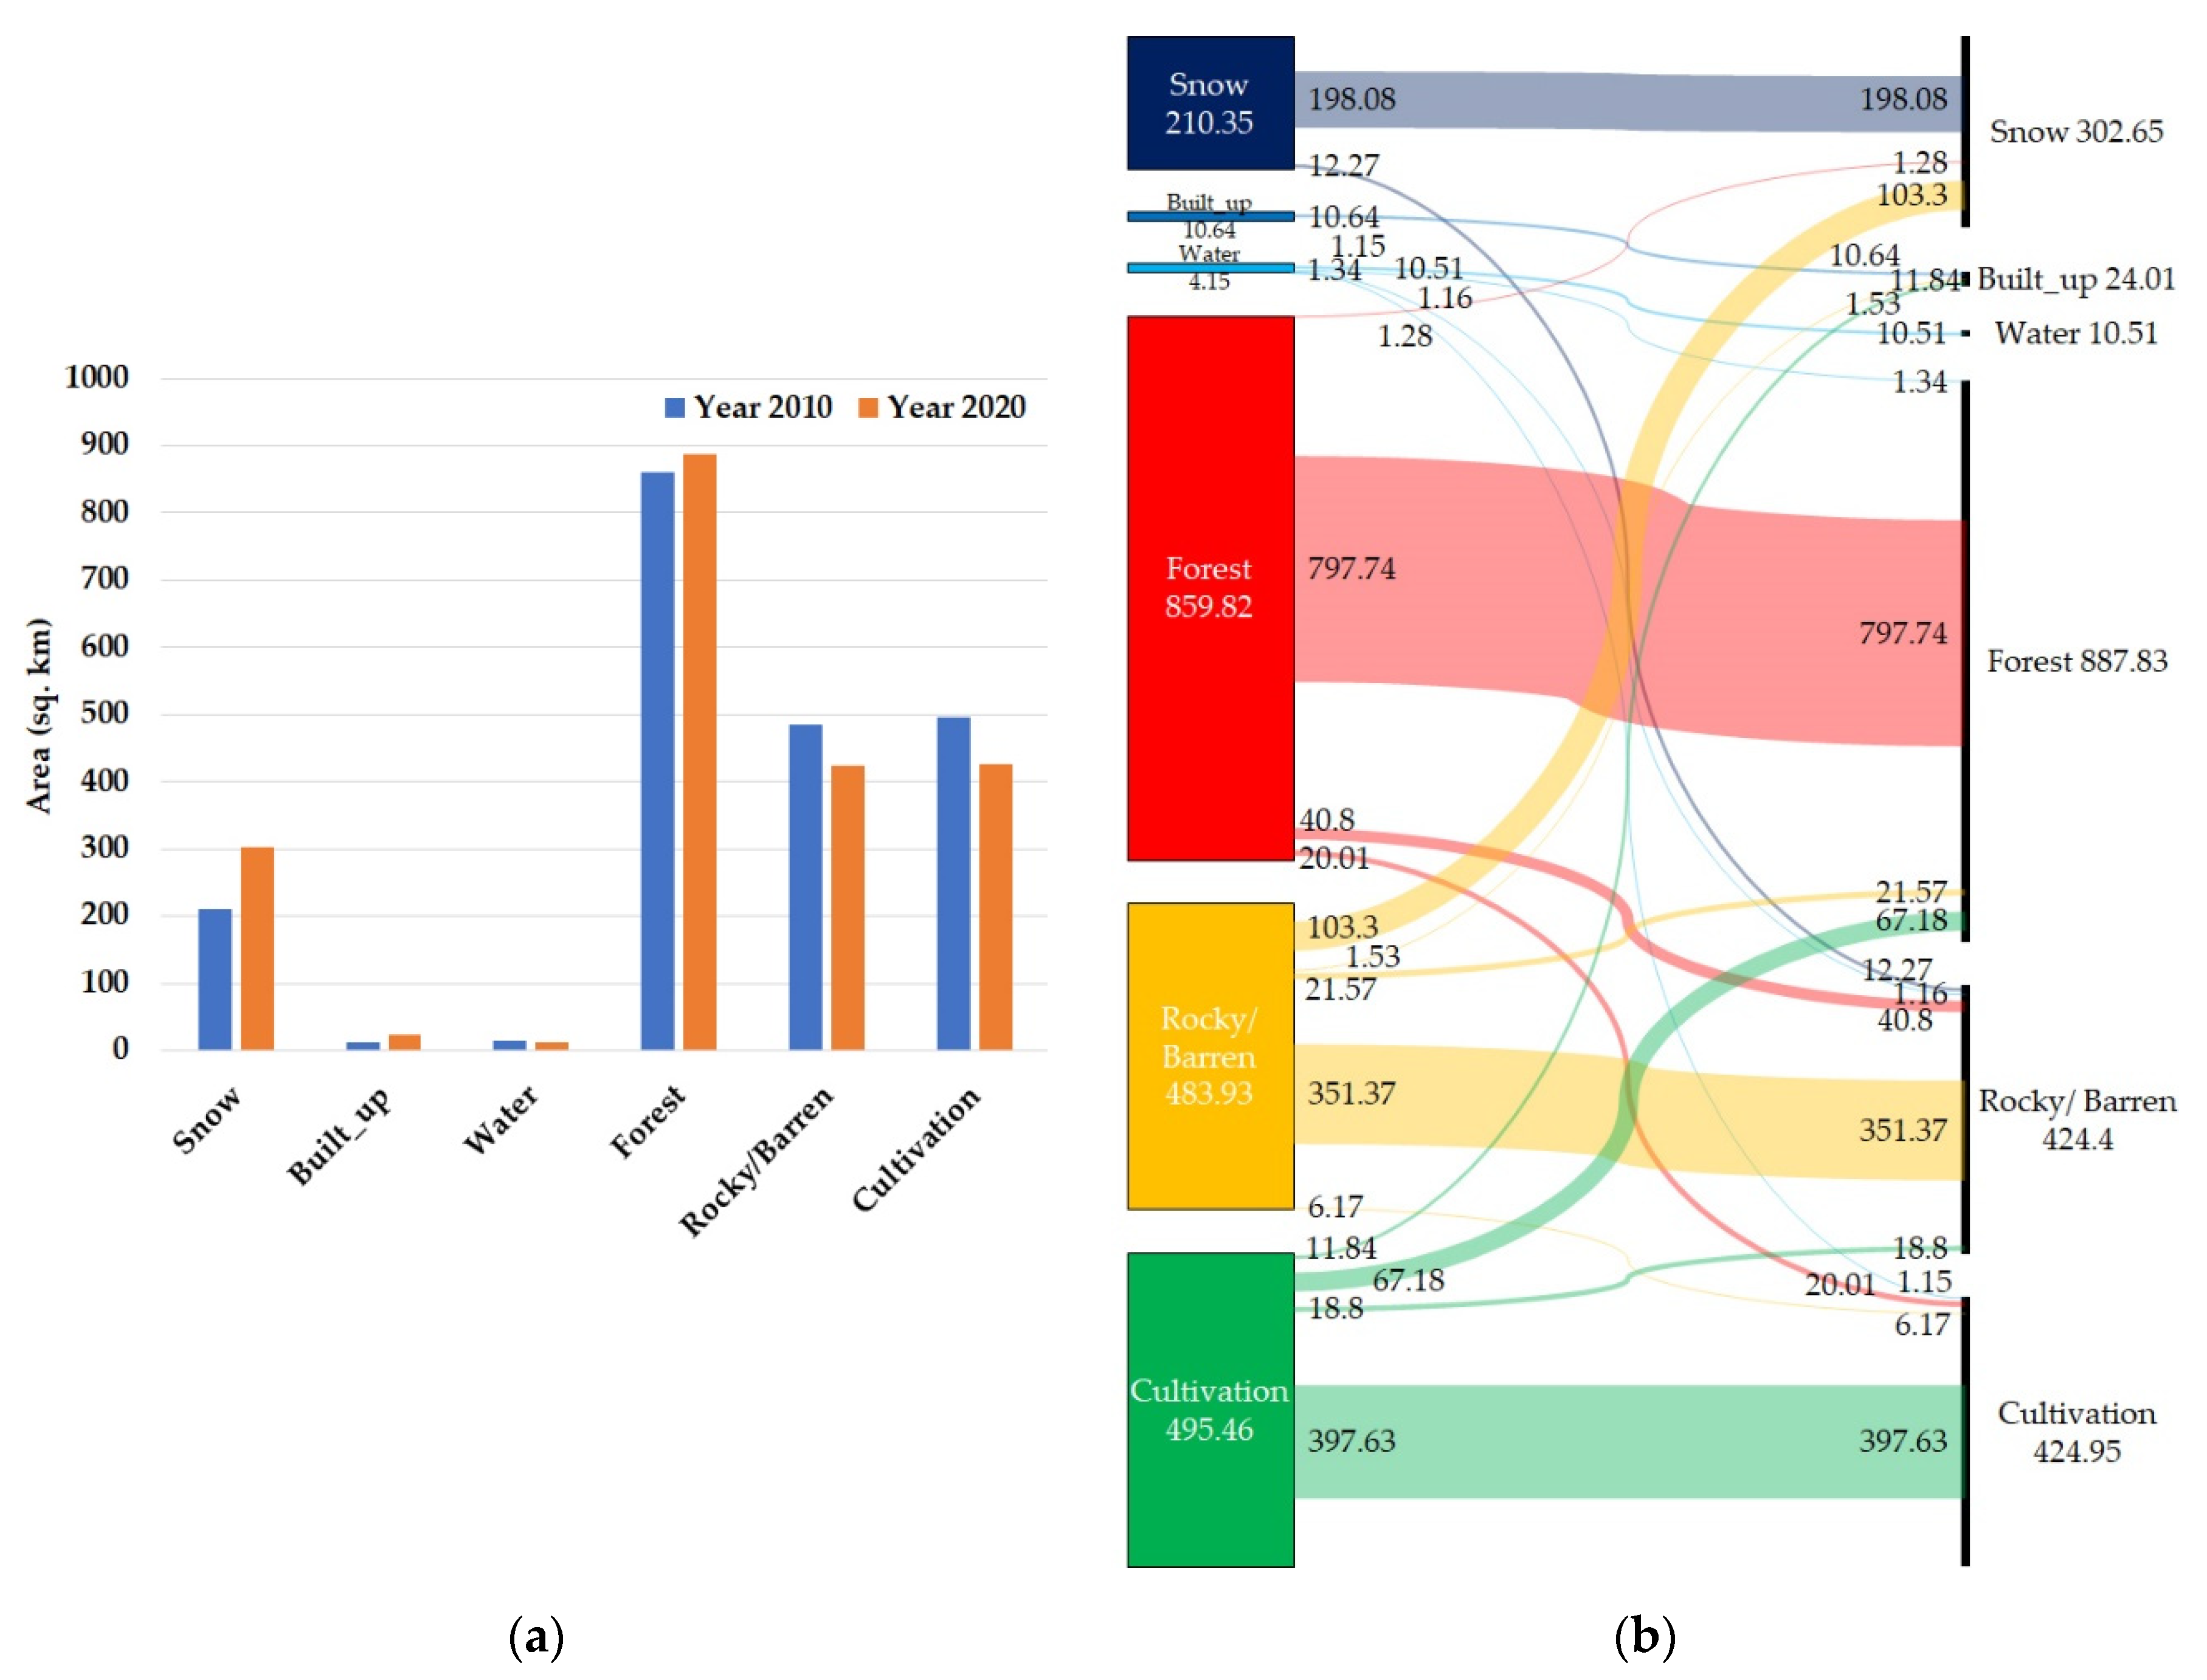 1000
900
800
700
600
500
400
300
200
100
0
Area (sq. km)
Year 2010 Year 2020
Snow
Built_up
Water
Forest
Rocky/Barren
Cultivation
(a)
Snow
210.35
198.08
12.27
Built_up
10.64
10.64
Water
4.15
1.15
1.34
10.51
1.16
1.28
Forest
859.82
797.74
40.8
20.01
Rocky/
Barren
483.93
103.3
1.53
21.57
351.37
6.17
Cultivation
495.46
11.84
67.18
18.8
397.63
198.08
1.28
103.3
Snow 302.65
10.64
11.84
1.53
Built_up 24.01
10.51
Water 10.51
1.34
797.74
21.57
67.18
Forest 887.83
12.27
1.16
40.8
351.37
18.8
Rocky/ Barren
424.4
20.01
1.15
6.17
397.63
Cultivation
424.95
(b)